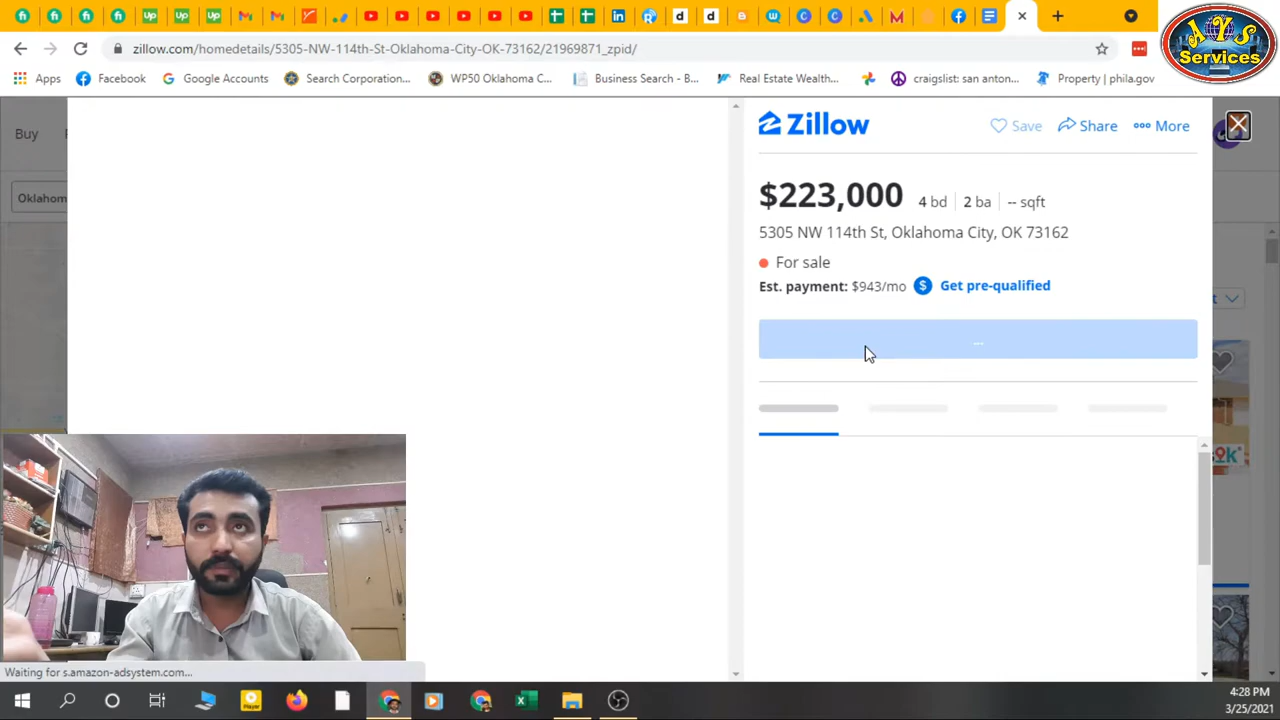 zillow.com/homedetails/5305-NW-114th-St-Oklahoma-City-OK-73162/21969871_zpid/
AYS
Services
Apps
Facebook
Google Accounts
Search Corporation...
WP50 Oklahoma C...
Business Search - B...
Real Estate Wealth...
craigslist: san anton...
Property | phila.gov
Buy
Zillow
Save
Share
More
$223,000 4 bd 2 ba -- sqft
Oklahom
5305 NW 114th St, Oklahoma City, OK 73162
For sale
Est. payment: $943/mo $ Get pre-qualified
...
Waiting for s.amazon-adsystem.com...
4:28 PM
3/25/2021